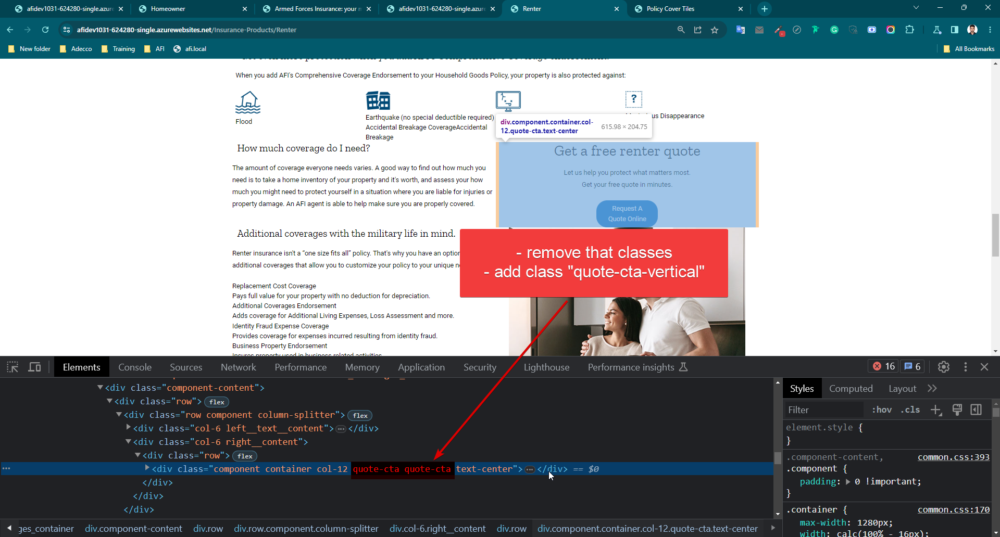 afidev1031-624280-single.azure
Homeowner
Armed Forces Insurance: your m
afidev1031-624280-single.azure
Renter
Policy Cover Tiles
afidev1031-624280-single.azurewebsites.net/Insurance-Products/Renter
New folder
Adecco
Training
AFI
afi.local
All Bookmarks
When you add AFI's Comprehensive Coverage Endorsement to your Household Goods Policy, your property is also protected against:
?
Flood
Earthquake (no special deductible required)
Accidental Breakage CoverageAccidental
Breakage
us Disappearance
div.component.container.col-
12.quote-cta.text-center
615.98 × 204.75
How much coverage do I need?
The amount of coverage everyone needs varies. A good way to find out how much you
need is to take a home inventory of your property and it's worth, and assess your how
much you might need to protect yourself in a situation where you are liable for injuries or
property damage. An AFI agent is able to help make sure you are properly covered.
Get a free renter quote
Let us help you protect what matters most.
Get your free quote in minutes.
Request A
Quote Online
Additional coverages with the military life in mind.
Renter insurance isn't a “one size fits all” policy. That's why you have an option
additional coverages that allow you to customize your policy to your unique
- remove that classes
- add class "quote-cta-vertical"
Replacement Cost Coverage
Pays full value for your property with no deduction for depreciation.
Additional Coverages Endorsement
Adds coverage for Additional Living Expenses, Loss Assessment and more.
Identity Fraud Expense Coverage
Provides coverage for expenses incurred resulting from identity fraud.
Business Property Endorsement
Insures property used in business related activities
Elements
Console
Sources
Network
Performance
Memory
Application
Security
Lighthouse
Performance insights
16
6
<div class="component-content">
<div class="row"> flex
<div class="row component column-splitter"> flex
<div class="col-6 left__text__content"> … </div>
<div class="col-6 right__content">
<div class="row"> flex
<div class="component container col-12 quote-cta quote-cta text-center"> … </div> == $0
</div>
</div>
</div>
ges_container
div.component-content
div.row
div.row.component.column-splitter
div.col-6.right__content
div.row
div.component.container.col-12.quote-cta.text-center
Styles
Computed
Layout
Filter
:hov
.cls
element.style {
}
.component-content,
common.css:393
.component {
padding: 0 !important;
}
.container {
common.css:170
max-width: 1280px;
width: calc(100% - 16px);